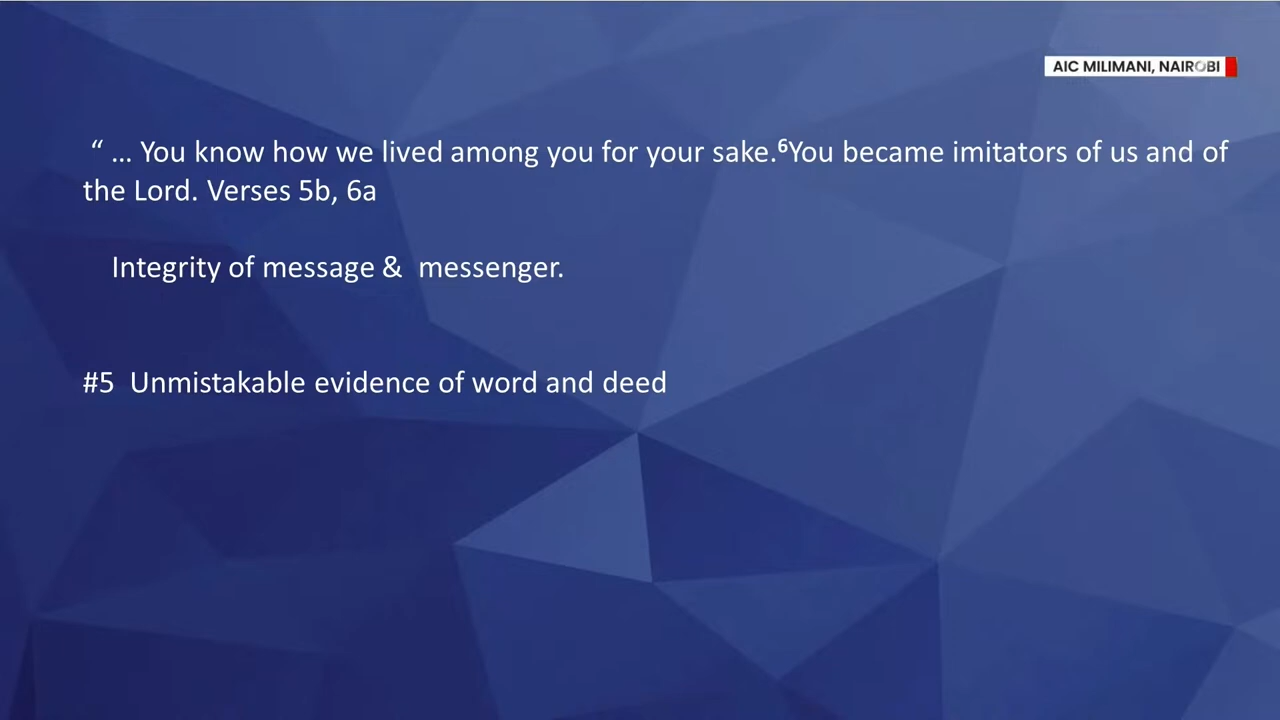 AIC MILIMANI, NAIROBI
“ ... You know how we lived among you for your sake.⁶You became imitators of us and of
the Lord. Verses 5b, 6a
Integrity of message &  messenger.
#5  Unmistakable evidence of word and deed